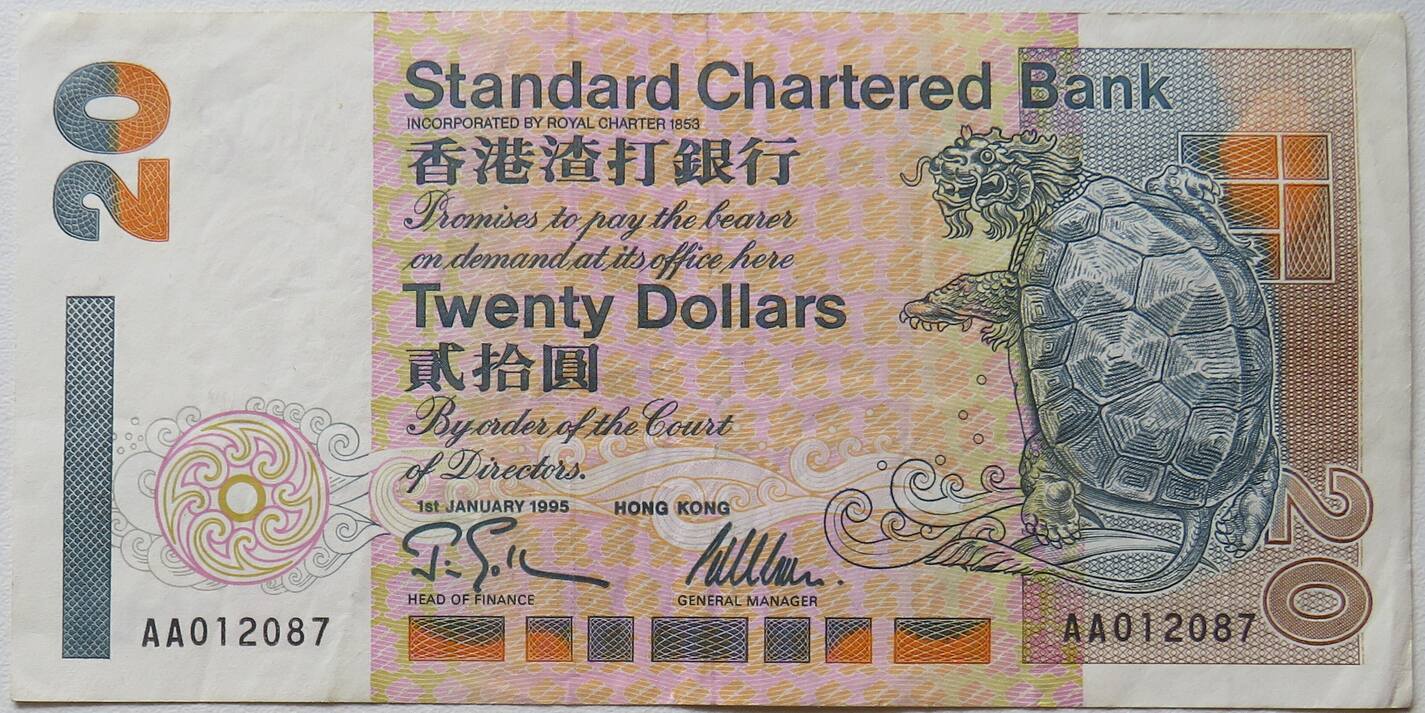 20
Standard Chartered Bank
INCORPORATED BY ROYAL CHARTER 1853
香港渣打銀行
Promises to pay the bearer
on demand at its office here
Twenty Dollars
貳拾圓
By order of the Court
of Directors.
1st JANUARY 1995 HONG KONG
HEAD OF FINANCE GENERAL MANAGER
AA012087 AA012087
20